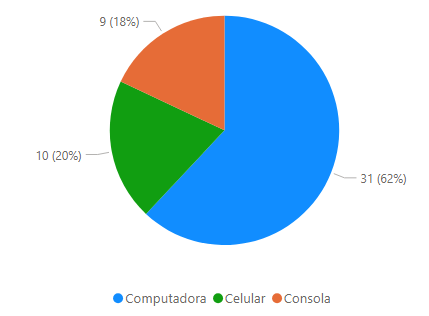 9 (18%)
10 (20%)
31 (62%)
Computadora Celular Consola